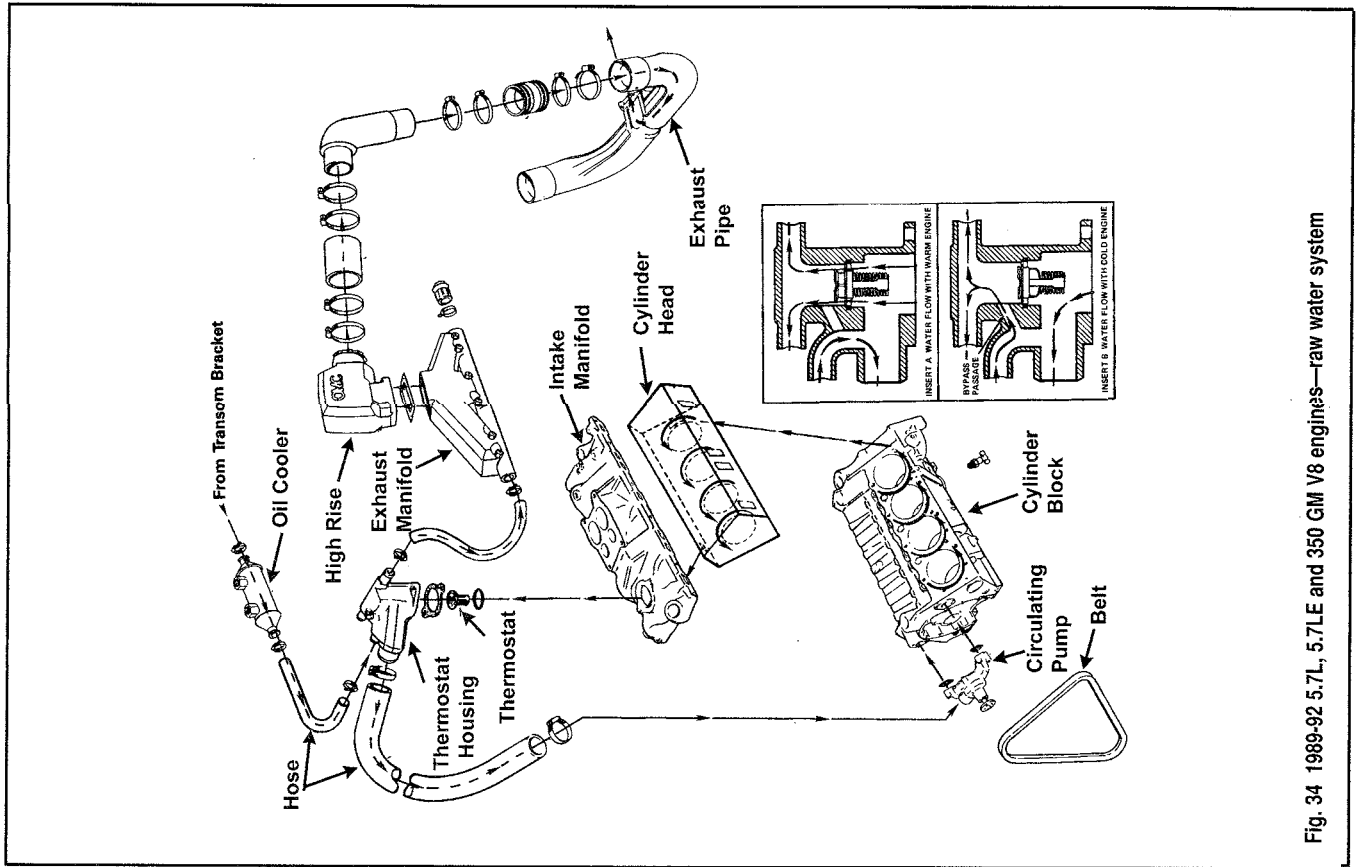 From Transom Bracket
Oil Cooler
Hose
High Rise
Exhaust
Manifold
Thermostat
Housing
Thermostat
Intake
Manifold
Cylinder
Head
Exhaust
Pipe
INSERT A WATER FLOW WITH WARM ENGINE
BYPASS
PASSAGE
INSERT B WATER FLOW WITH COLD ENGINE
Circulating
Pump
Belt
Cylinder
Block
Fig. 34 1989-92 5.7L, 5.7LE and 350 GM V8 engines—raw water system